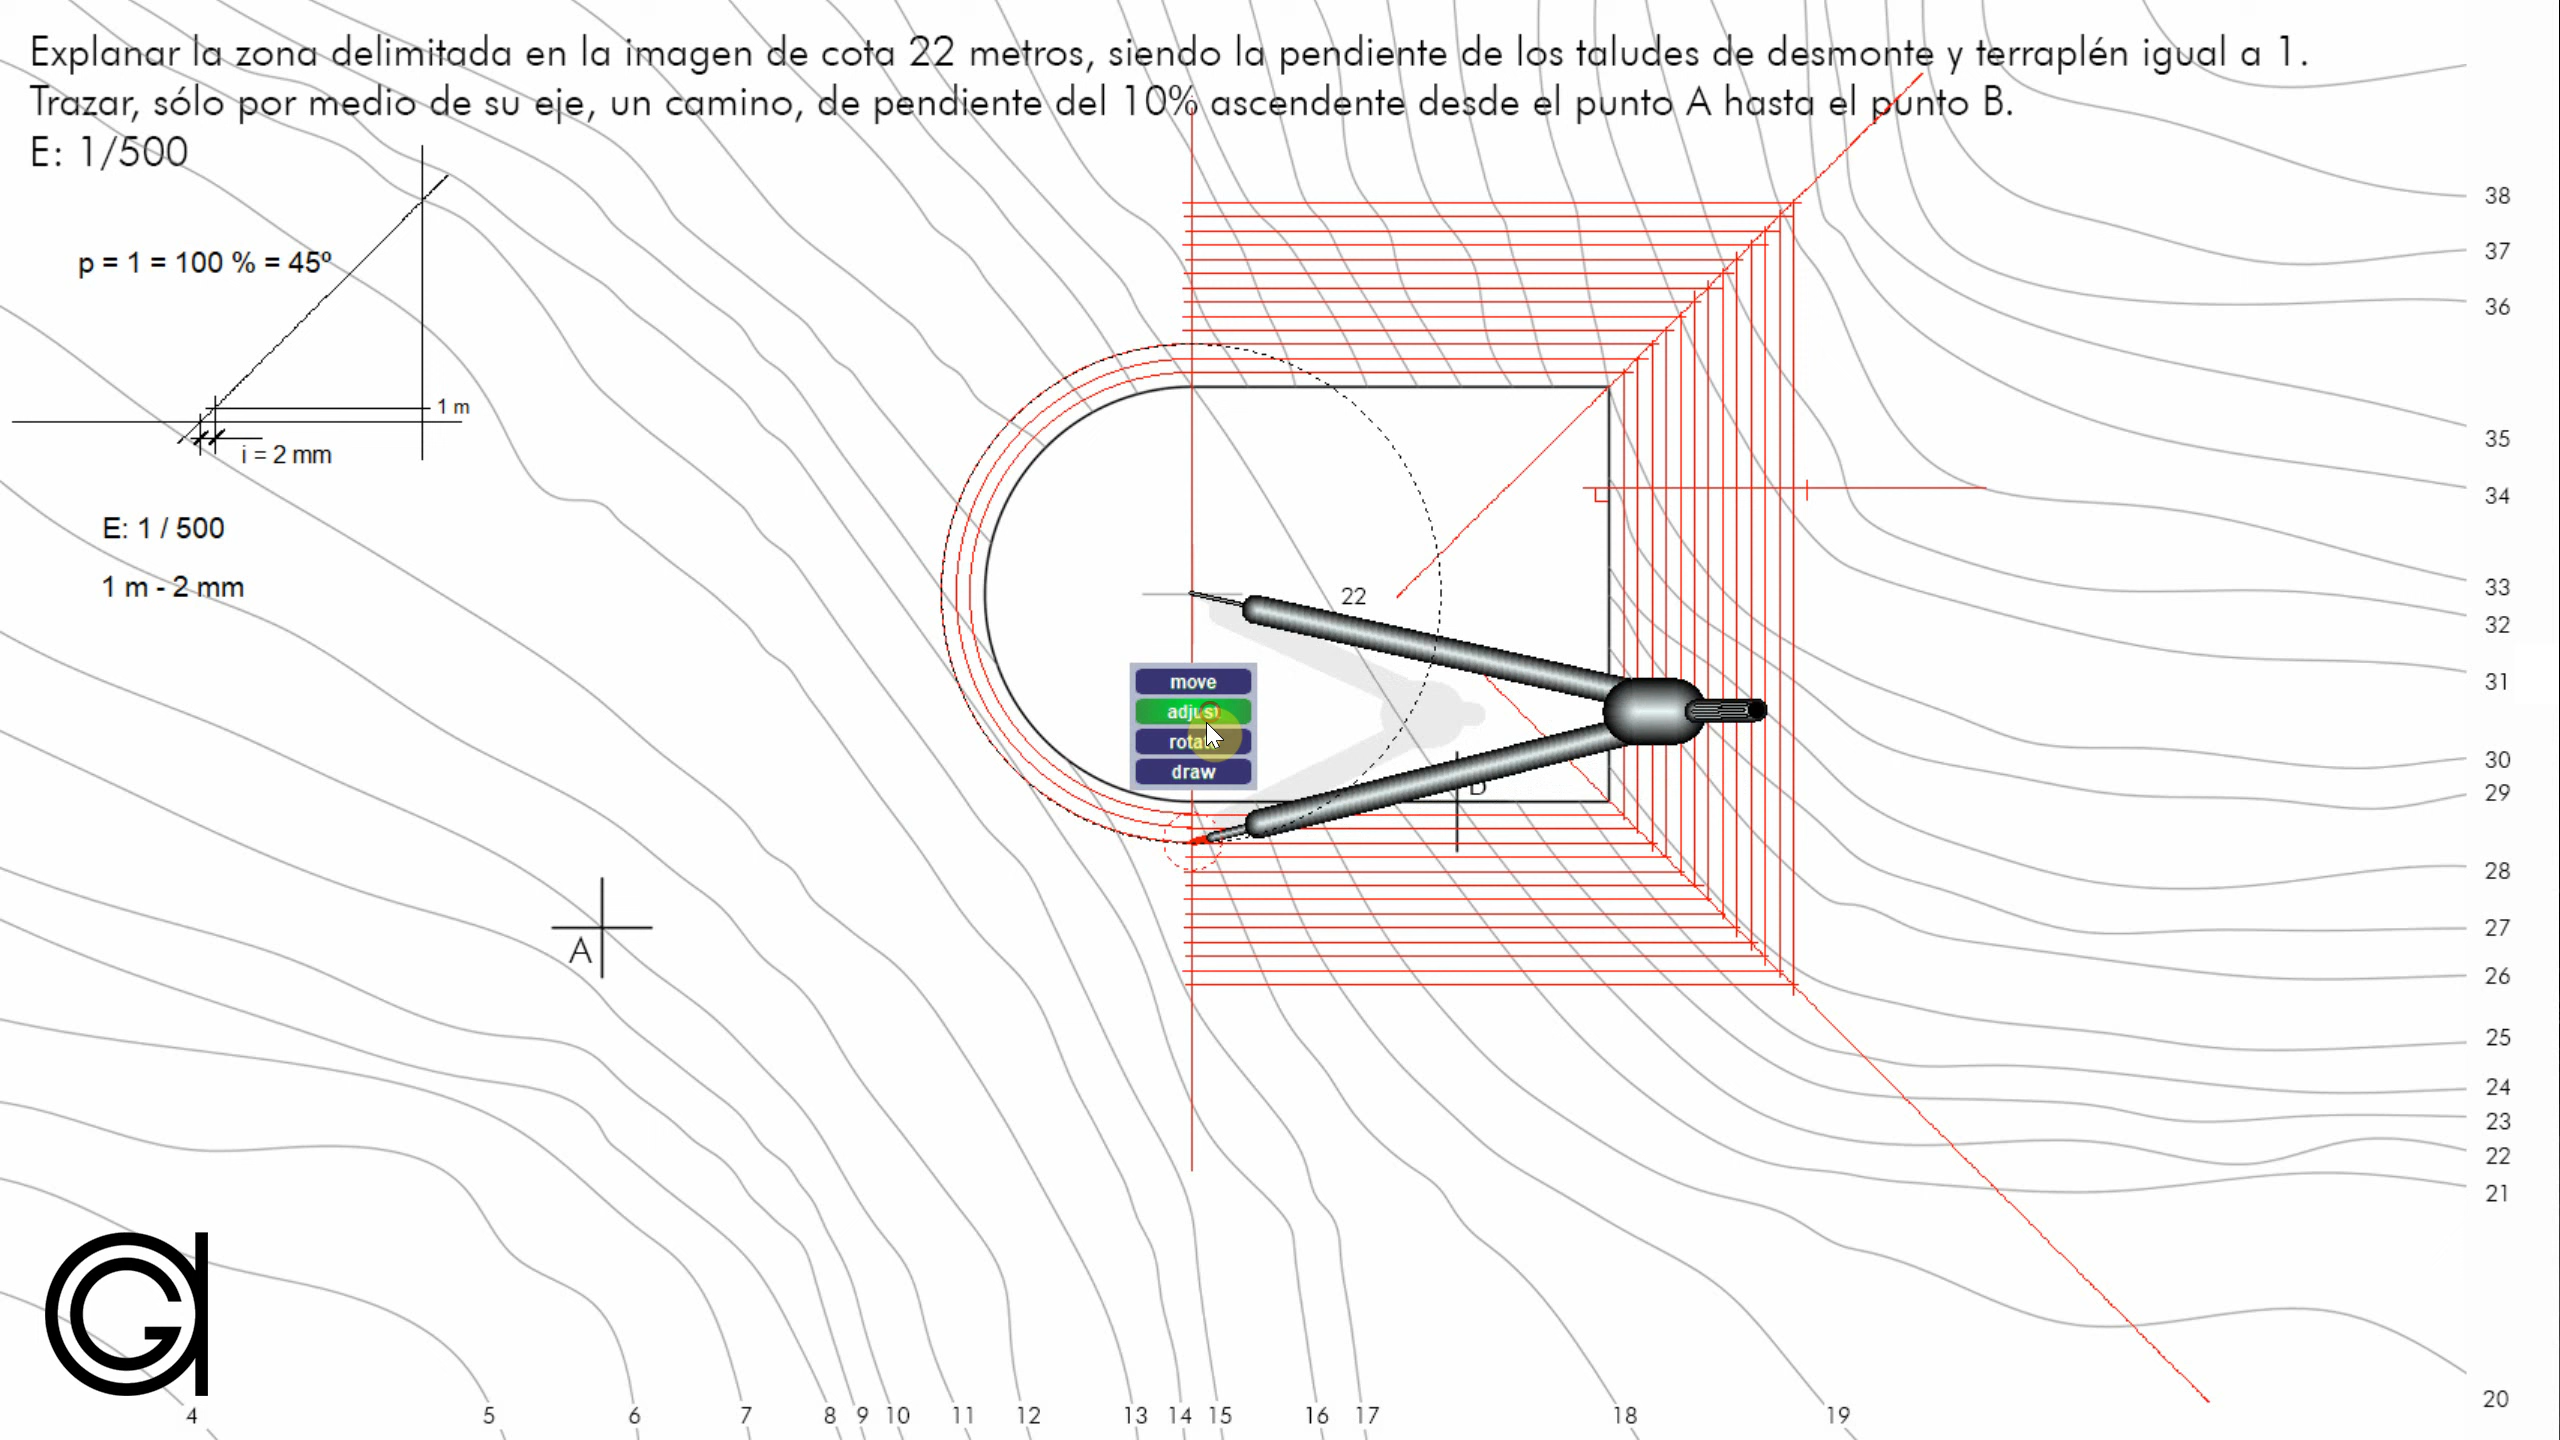 Explanar la zona delimitada en la imagen de cota 22 metros, siendo la pendiente de los taludes de desmonte y terraplén igual a 1.
Trazar, sólo por medio de su eje, un camino, de pendiente del 10% ascendente desde el punto A hasta el punto B.
E: 1/500
p = 1 = 100 % = 45º
1 m
i = 2 mm
E: 1 / 500
1 m - 2 mm
22
move
adjust
rotate
draw
A
38
37
36
35
34
33
32
31
30
29
28
27
26
25
24
23
22
21
20
4 5 6 7 8 9 10 11 12 13 14 15 16 17 18 19